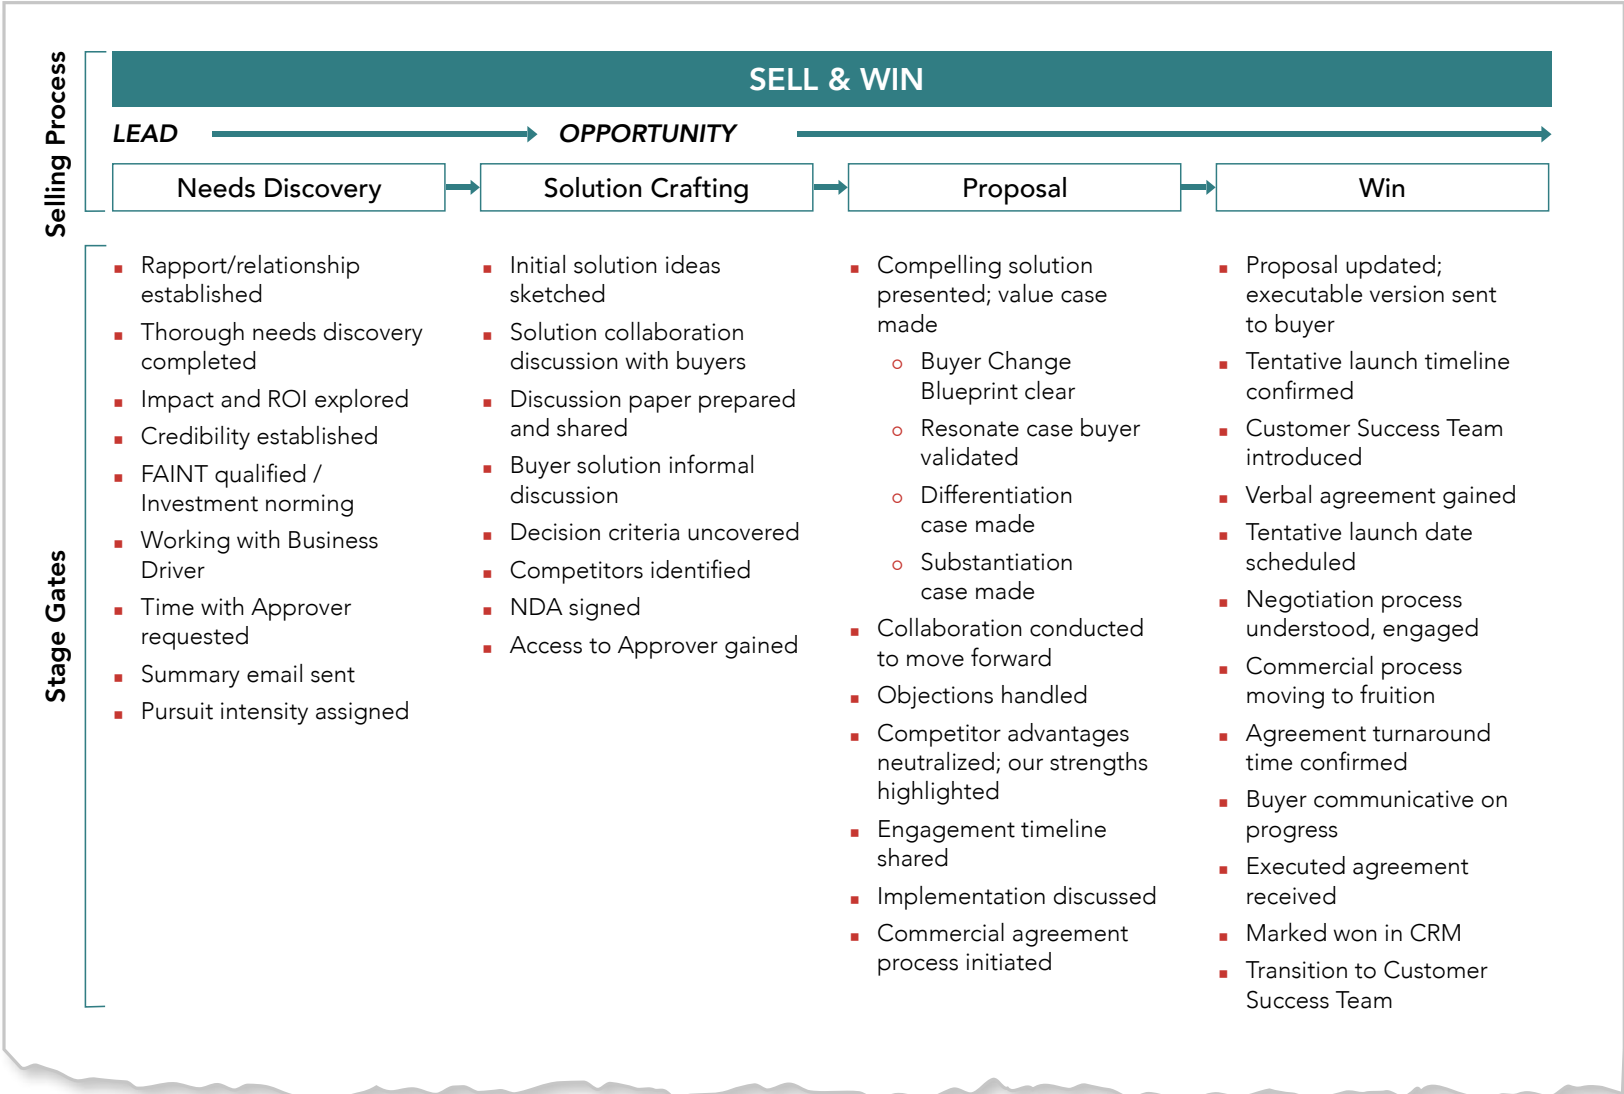 Selling Process
SELL & WIN
LEAD
OPPORTUNITY
Needs Discovery
Solution Crafting
Proposal
Win
Stage Gates
Rapport/relationship
established
Thorough needs discovery
completed
Impact and ROI explored
Credibility established
FAINT qualified /
Investment norming
Working with Business
Driver
Time with Approver
requested
Summary email sent
Pursuit intensity assigned
Initial solution ideas
sketched
Solution collaboration
discussion with buyers
Discussion paper prepared
and shared
Buyer solution informal
discussion
Decision criteria uncovered
Competitors identified
NDA signed
Access to Approver gained
Compelling solution
presented; value case
made
Buyer Change
Blueprint clear
Resonate case buyer
validated
Differentiation
case made
Substantiation
case made
Collaboration conducted
to move forward
Objections handled
Competitor advantages
neutralized; our strengths
highlighted
Engagement timeline
shared
Implementation discussed
Commercial agreement
process initiated
Proposal updated;
executable version sent
to buyer
Tentative launch timeline
confirmed
Customer Success Team
introduced
Verbal agreement gained
Tentative launch date
scheduled
Negotiation process
understood, engaged
Commercial process
moving to fruition
Agreement turnaround
time confirmed
Buyer communicative on
progress
Executed agreement
received
Marked won in CRM
Transition to Customer
Success Team